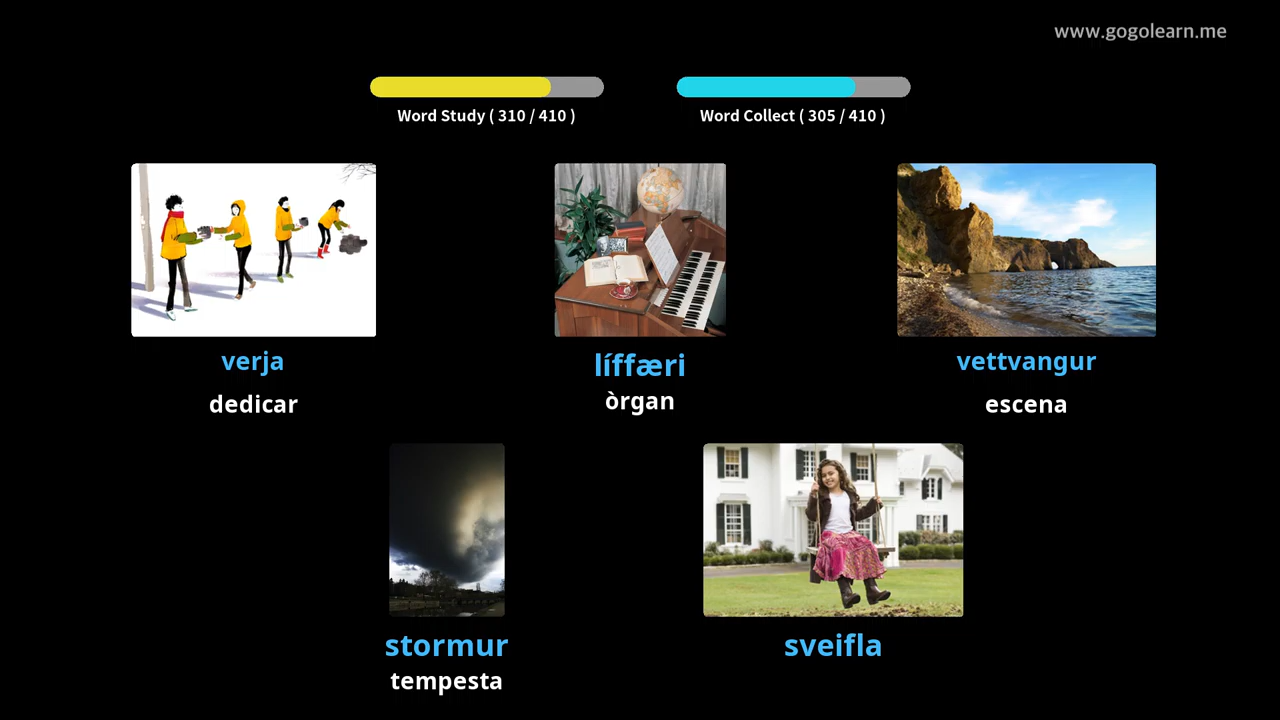 www.gogolearn.me
Word Study ( 310 / 410 )
Word Collect ( 305 / 410 )
verja
dedicar
líffæri
òrgan
vettvangur
escena
stormur
tempesta
sveifla